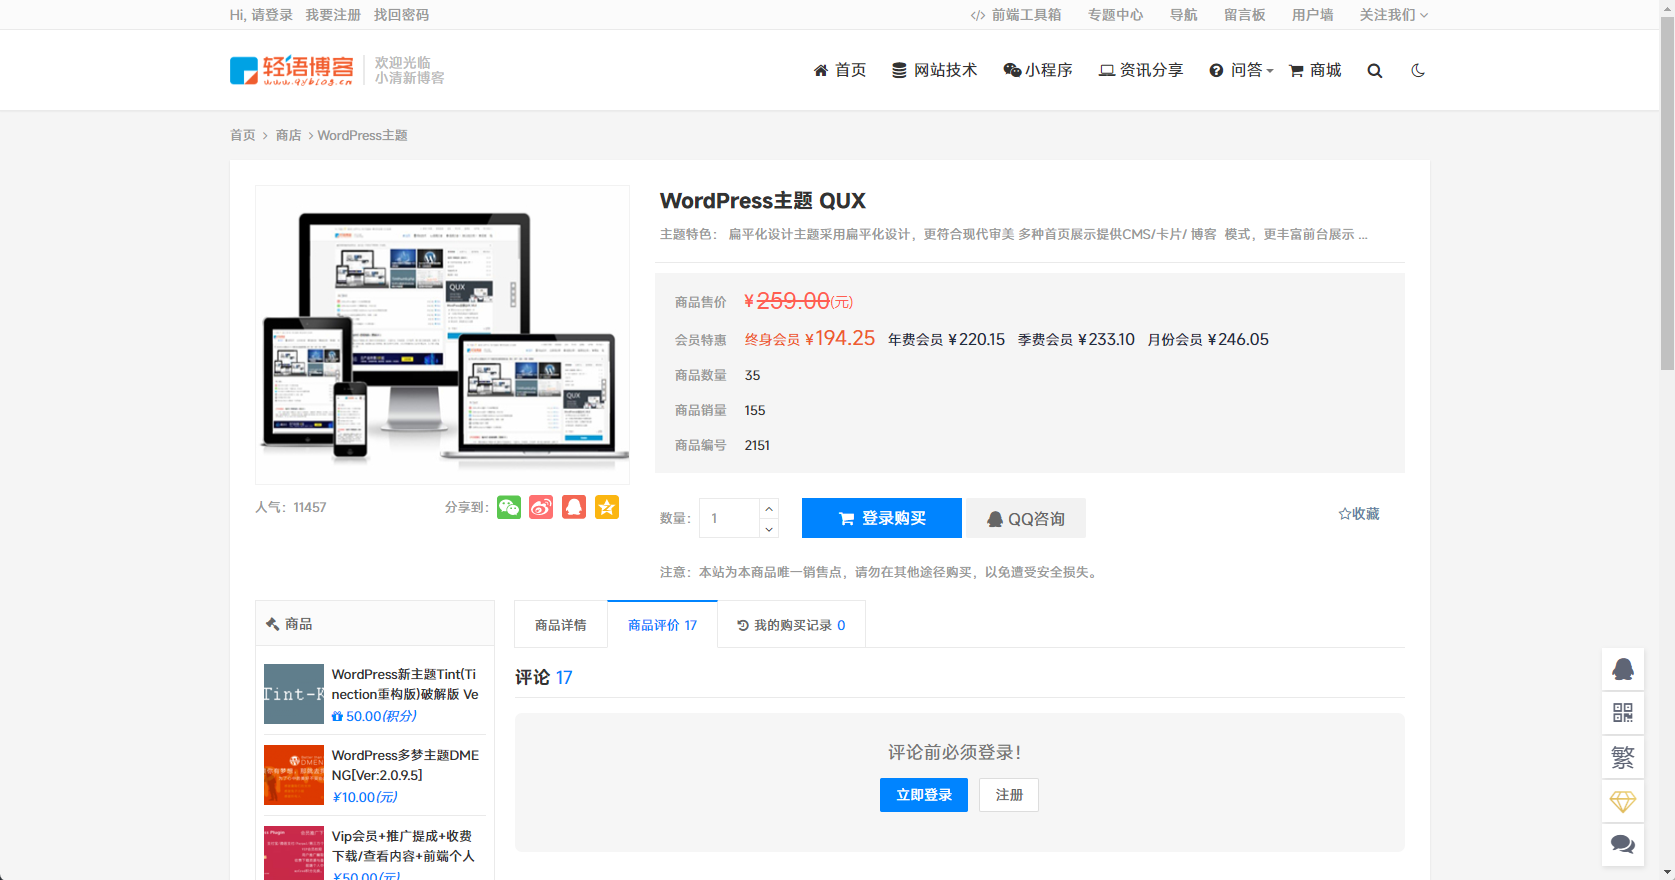 Hi, 请登录 我要注册 找回密码
前端工具箱 专题中心 导航 留言板 用户墙 关注我们
轻语博客
www.qyblog.cn
欢迎光临
小清新博客
首页 网站技术 小程序 资讯分享 问答 商城
首页 商店 WordPress主题
WordPress主题 QUX
主题特色： 扁平化设计主题采用扁平化设计，更符合现代审美 多种首页展示提供CMS/卡片/ 博客 模式，更丰富前台展示 ...
商品售价 ¥259.00(元)
会员特惠 终身会员 ¥194.25 年费会员 ¥220.15 季费会员 ¥233.10 月份会员 ¥246.05
商品数量 35
商品销量 155
商品编号 2151
QUX
QUX
人气：11457 分享到：
数量： 1 登录购买 QQ咨询 收藏
注意：本站为本商品唯一销售点，请勿在其他途径购买，以免遭受安全损失。
商品
商品详情 商品评价 17 我的购买记录 0
评论 17
Tint-K
WordPress新主题Tint(Ti
nection重构版)破解版 Ve
50.00(积分)
WordPress多梦主题DME
NG[Ver:2.0.9.5]
¥10.00(元)
Vip会员+推广提成+收费
下载/查看内容+前端个人
¥50.00(元)
评论前必须登录！
立即登录 注册
繁